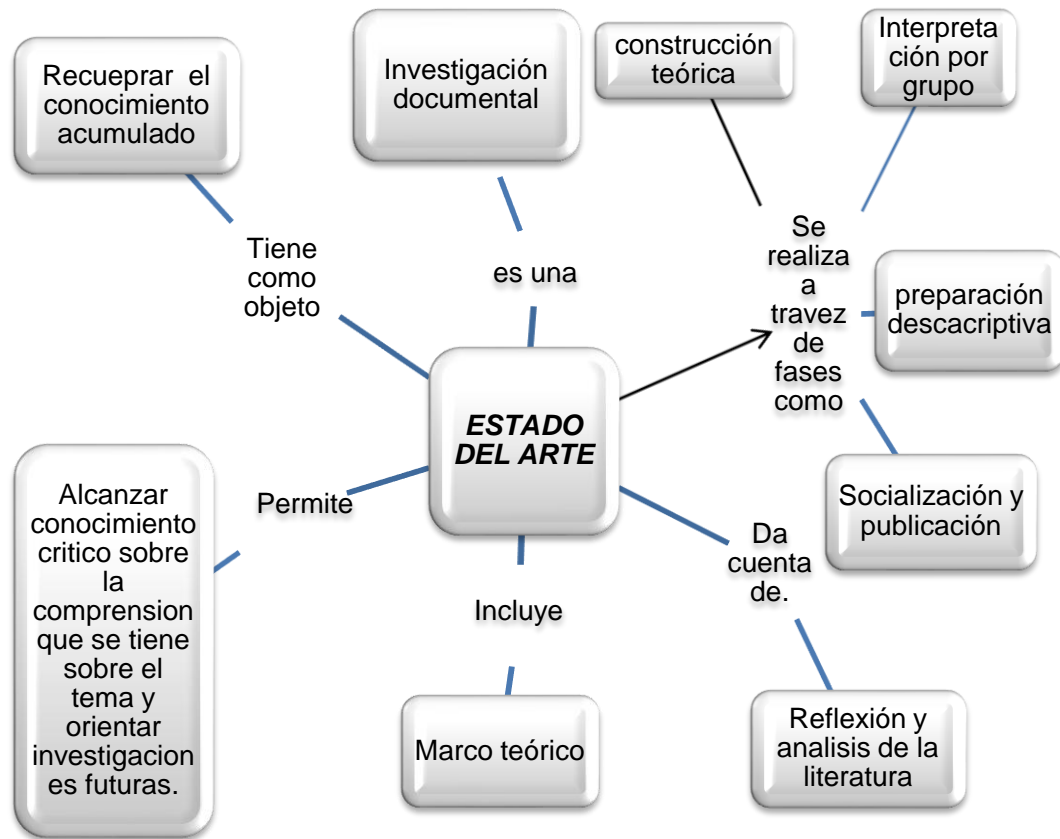 Recueprar el
conocimiento
acumulado
Investigación
documental
construcción
teórica
Interpreta
ción por
grupo
Tiene
como
objeto
es una
Se
realiza
a
travez
de
fases
como
preparación
descacriptiva
ESTADO
DEL ARTE
Permite
Alcanzar
conocimiento
critico sobre
la
comprension
que se tiene
sobre el
tema y
orientar
investigacion
es futuras.
Socialización y
publicación
Da
cuenta
de.
Incluye
Marco teórico
Reflexión y
analisis de la
literatura